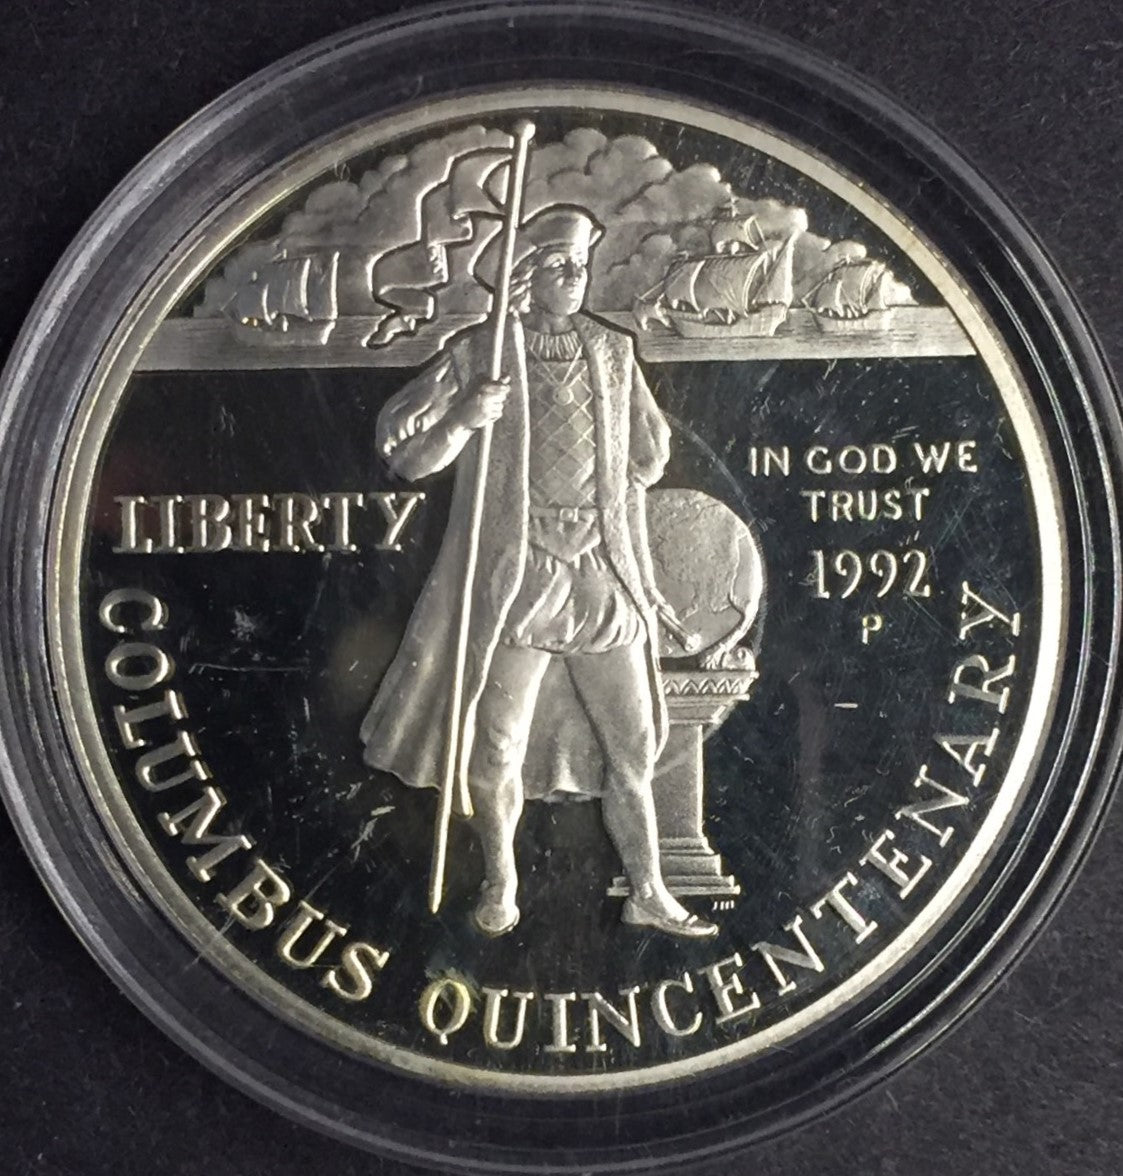 LIBERTY
IN GOD WE
TRUST
1992
P
COLUMBUS QUINCENTENARY